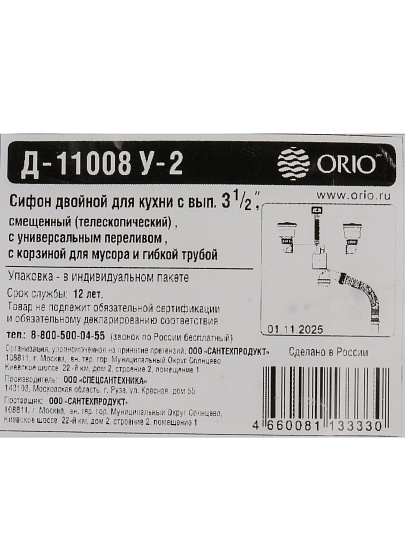 Д-11008 У-2
ORIO™
www.orio.ru
Сифон двойной для кухни с вып. 3 1/2",
смещенный (телескопический),
с универсальным переливом,
с корзиной для мусора и гибкой трубой
Упаковка - в индивидуальном пакете
Срок службы: 12 лет.
Товар не подлежит обязательной сертификации
и обязательному декларированию соответствия
01.11.2025
тел.: 8-800-500-04-55 (звонок по России бесплатный)
Организация, уполномоченная на принятие претензий: ООО «САНТЕХПРОДУКТ»
108811, г. Москва, вн. тер. г. Муниципальный Округ Солнцево,
Киевское шоссе, 22-й км, дом 2, строение 2, помещение 1
Сделано в России
Производитель: ООО «СПЕЦСАНТЕХНИКА»
143103, Московская область, г. Руза, ул. Красная, дом 55
Поставщик: ООО «САНТЕХПРОДУКТ»
108811, г. Москва, вн. тер. гор. Муниципальный Округ Солнцево,
Киевское шоссе, 22-й км, дом 2, строение 2, помещение 1
4 660081 133330